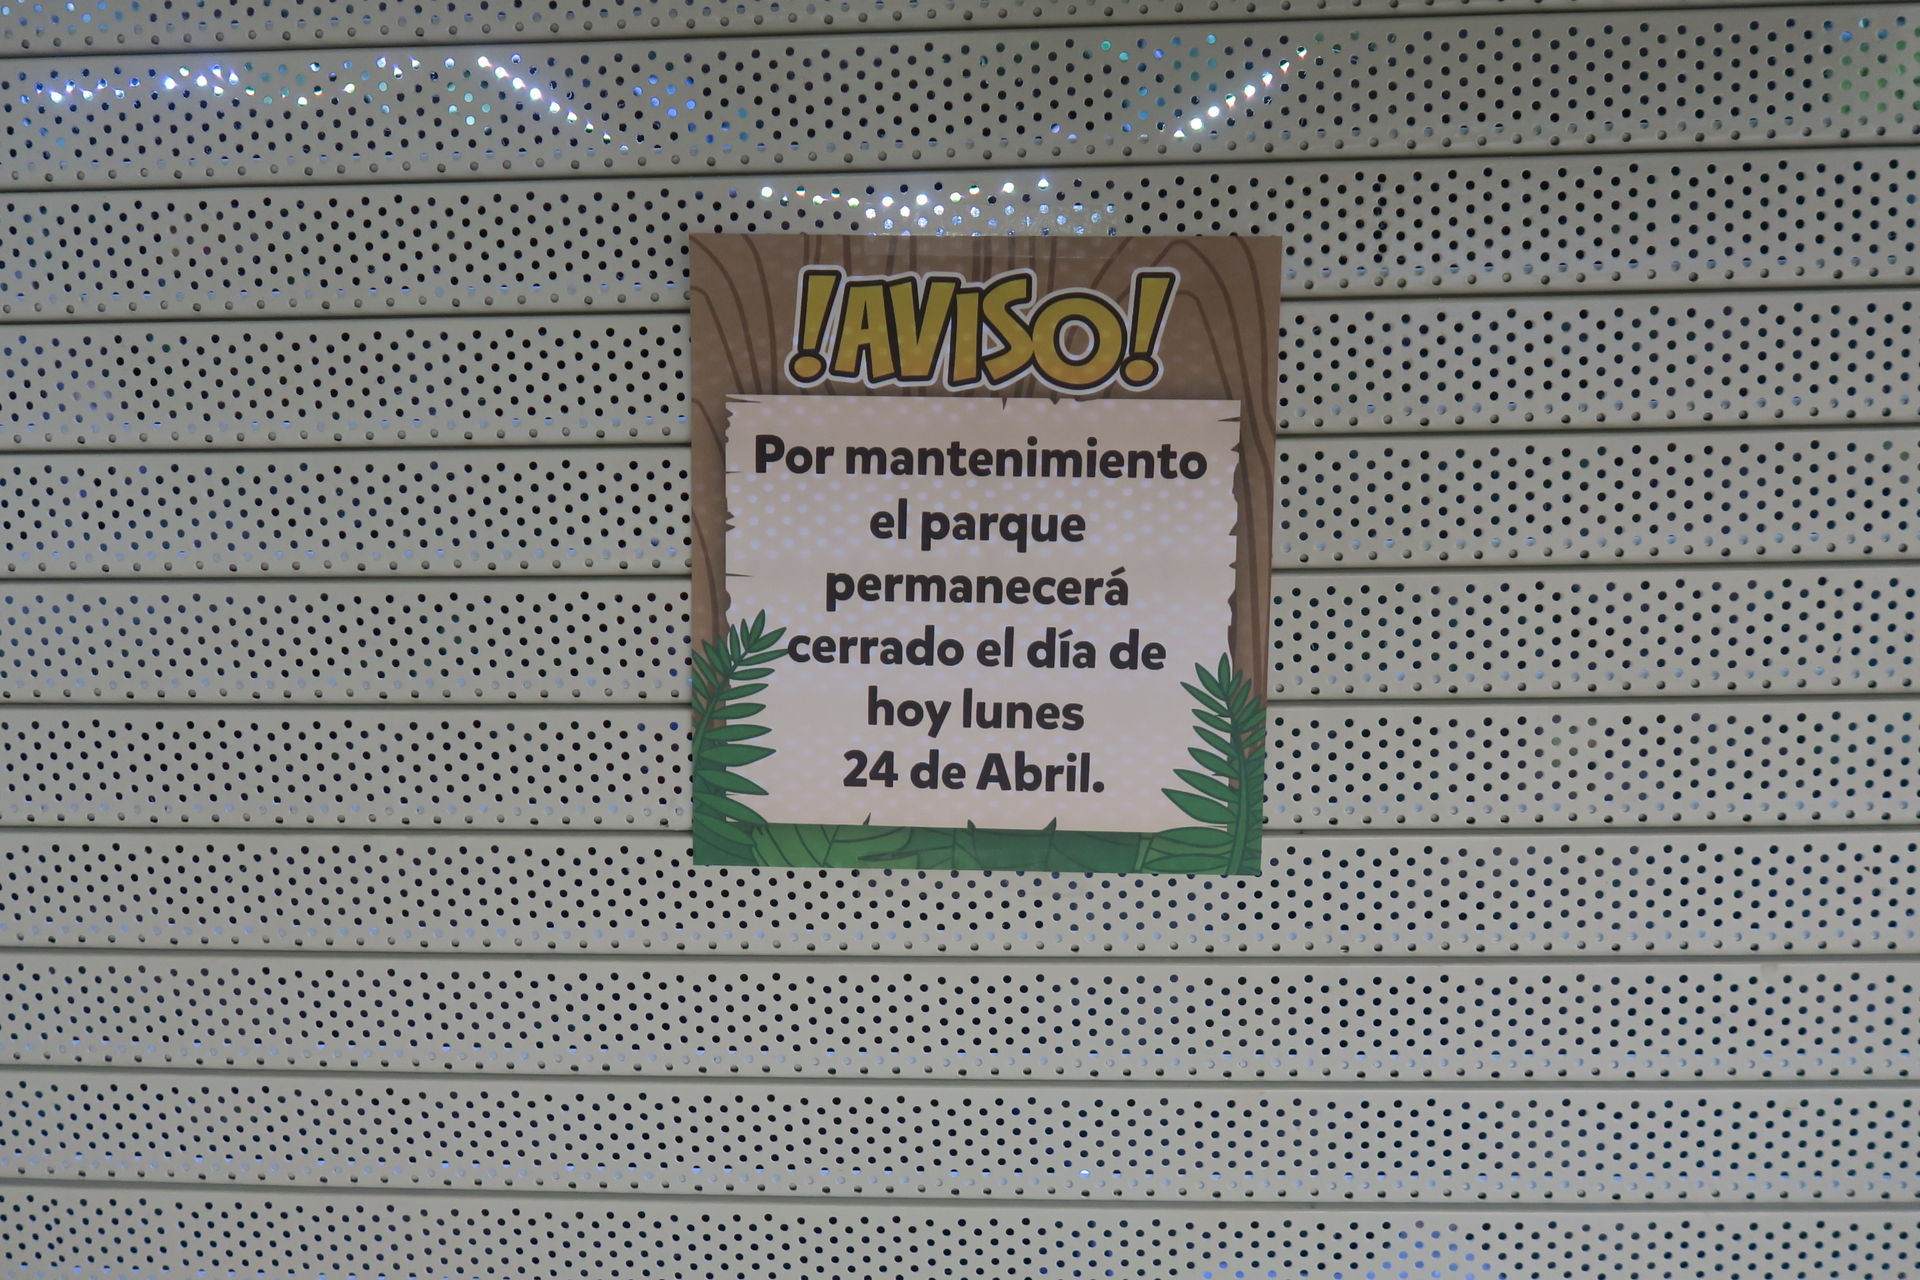 !AVISO!
Por mantenimiento
el parque
permanecerá
cerrado el día de
hoy lunes
24 de Abril.